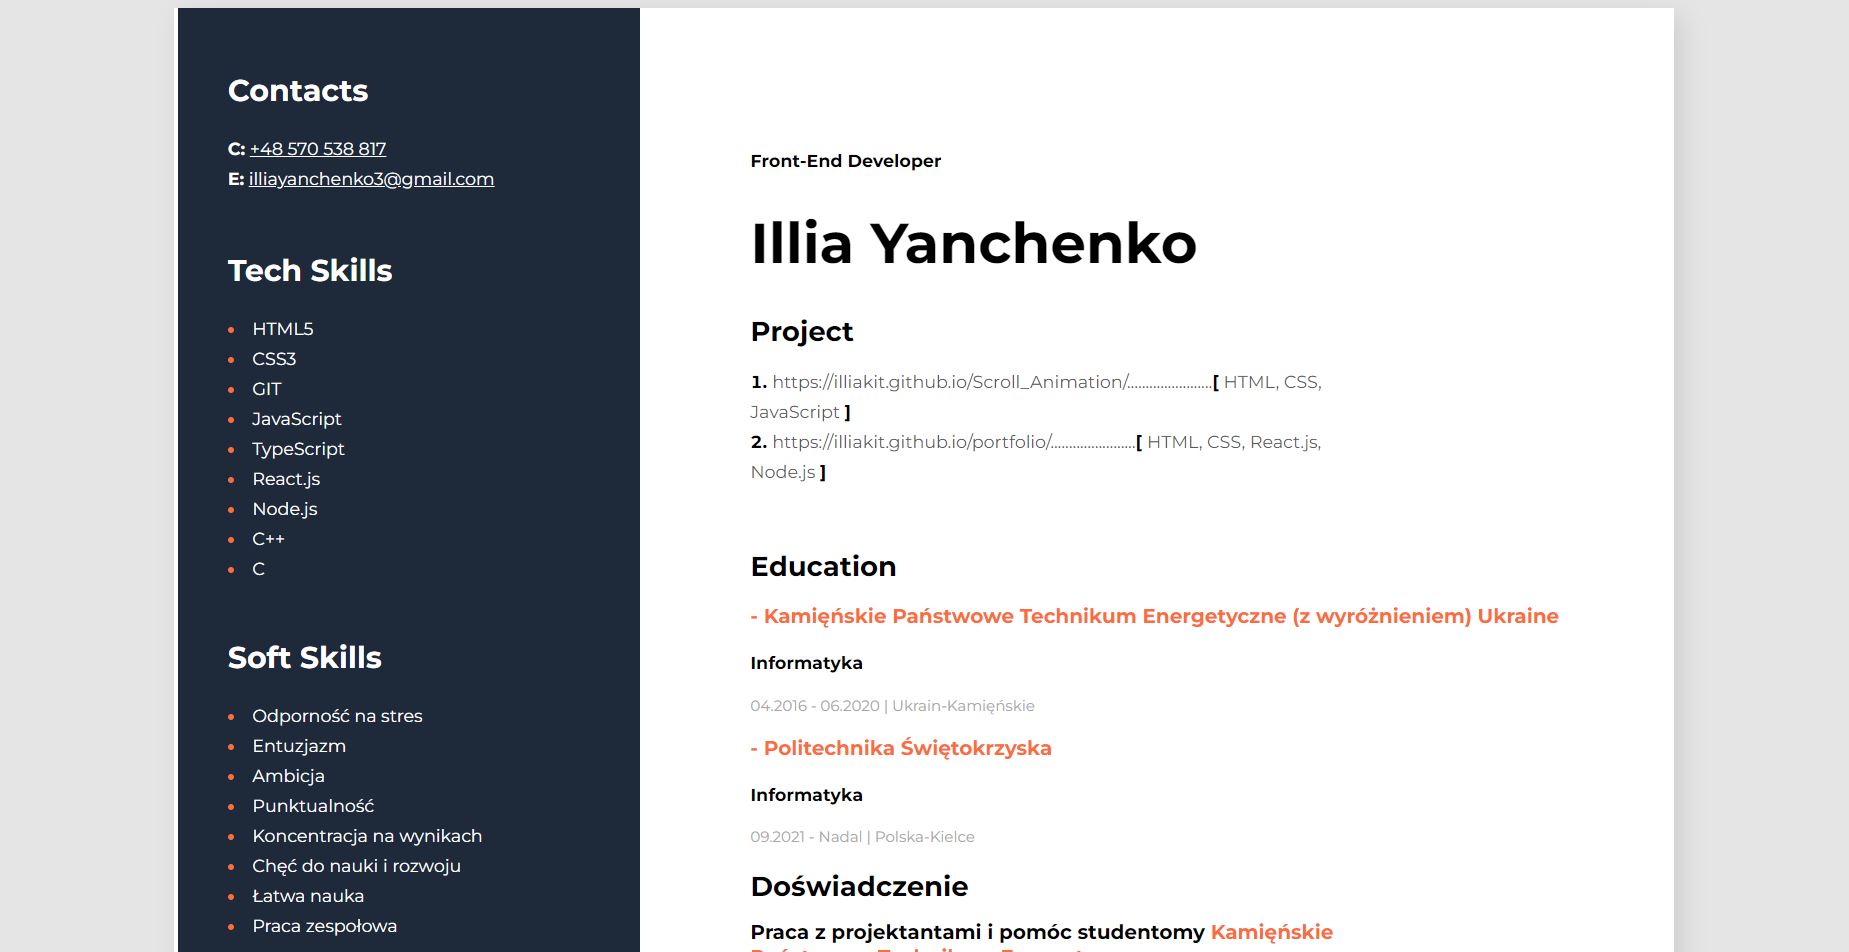 Contacts
C: +48 570 538 817
E: illiayanchenko3@gmail.com
Tech Skills
HTML5
CSS3
GIT
JavaScript
TypeScript
React.js
Node.js
C++
C
Soft Skills
Odporność na stres
Entuzjazm
Ambicja
Punktualność
Koncentracja na wynikach
Chęć do nauki i rozwoju
Łatwa nauka
Praca zespołowa
Front-End Developer
Illia Yanchenko
Project
1. https://illiakit.github.io/Scroll_Animation/.......................[ HTML, CSS,
JavaScript ]
2. https://illiakit.github.io/portfolio/.......................[ HTML, CSS, React.js,
Node.js ]
Education
- Kamięńskie Państwowe Technikum Energetyczne (z wyróżnieniem) Ukraine
Informatyka
04.2016 - 06.2020 | Ukrain-Kamięńskie
- Politechnika Świętokrzyska
Informatyka
09.2021 - Nadal | Polska-Kielce
Doświadczenie
Praca z projektantami i pomóc studentomy Kamięńskie